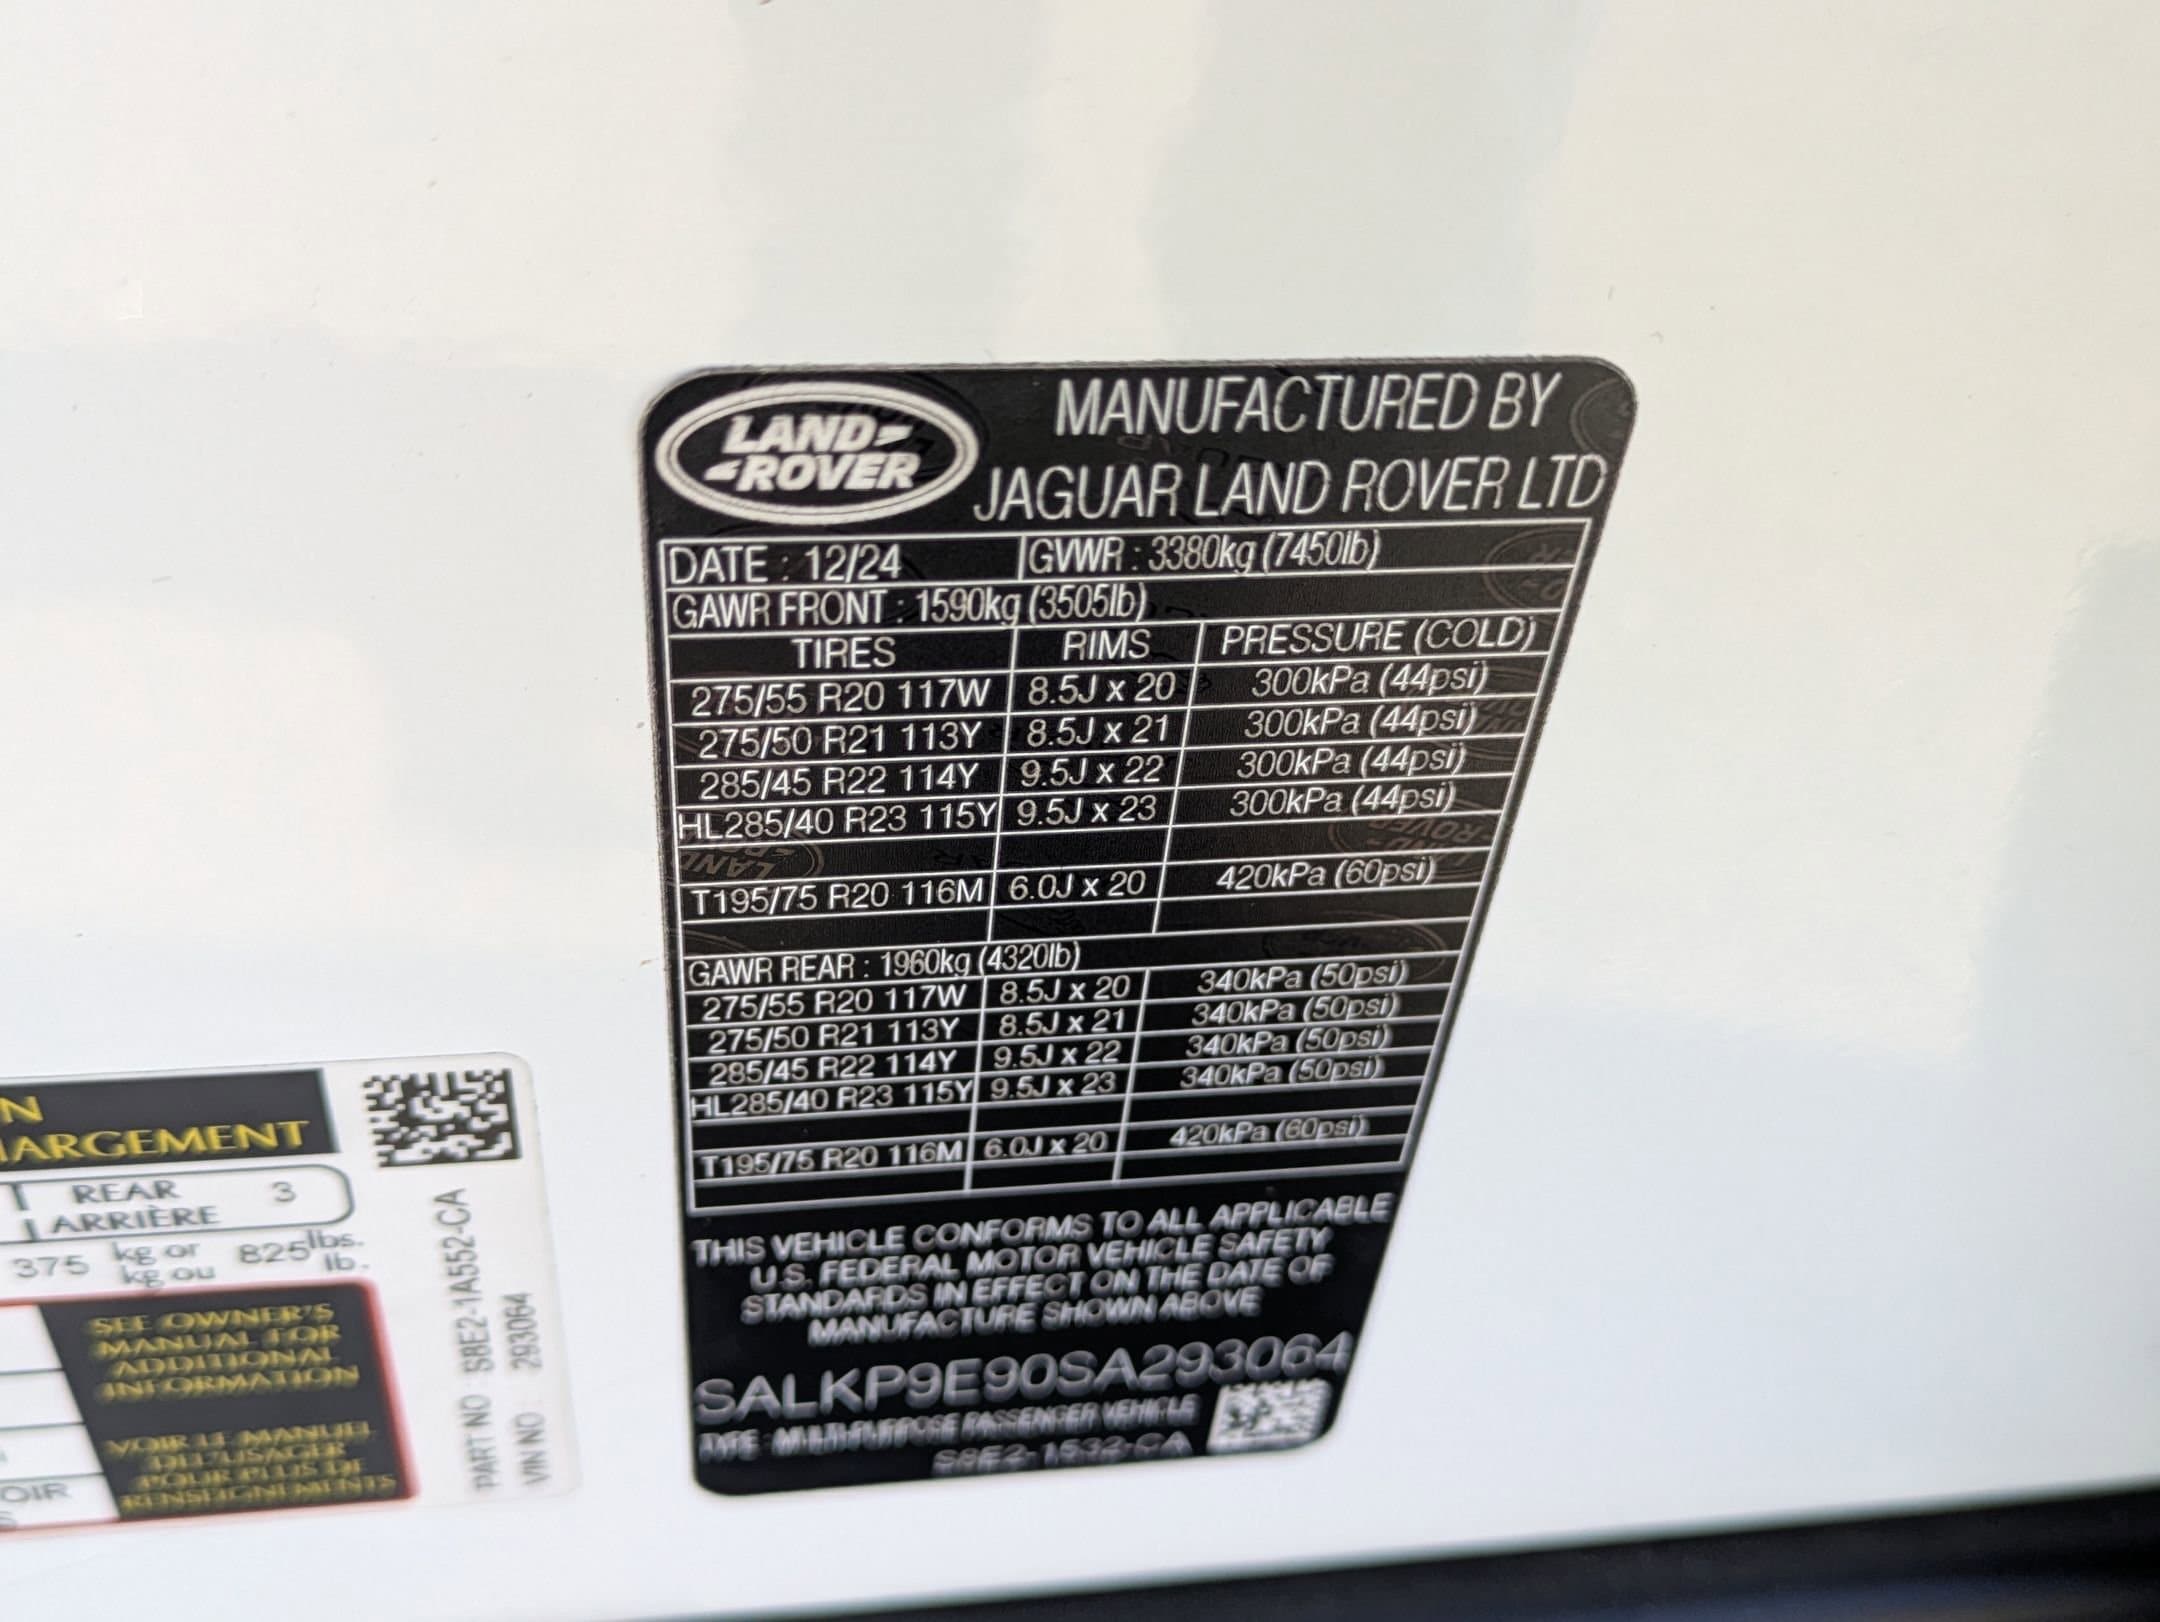 LAND-
-ROVER
MANUFACTURED BY
JAGUAR LAND ROVER LTD
DATE : 12/24 GVWR : 3380kg (7450lb)
GAWR FRONT : 1590kg (3505lb)
TIRES RIMS PRESSURE (COLD)
275/55 R20 117W 8.5J x 20 300kPa (44psi)
275/50 R21 113Y 8.5J x 21 300kPa (44psi)
285/45 R22 114Y 9.5J x 22 300kPa (44psi)
HL285/40 R23 115Y 9.5J x 23 300kPa (44psi)
T195/75 R20 116M 6.0J x 20 420kPa (60psi)
GAWR REAR : 1960kg (4320lb)
275/55 R20 117W 8.5J x 20 340kPa (50psi)
275/50 R21 113Y 8.5J x 21 340kPa (50psi)
285/45 R22 114Y 9.5J x 22 340kPa (50psi)
HL285/40 R23 115Y 9.5J x 23 340kPa (50psi)
T195/75 R20 116M 6.0J x 20 420kPa (60psi)
THIS VEHICLE CONFORMS TO ALL APPLICABLE
U.S. FEDERAL MOTOR VEHICLE SAFETY
STANDARDS IN EFFECT ON THE DATE OF
MANUFACTURE SHOWN ABOVE
SALKP9E90SA293064
TYPE : MULTI-PURPOSE PASSENGER VEHICLE
S8E2-1532-CA
N
HARGEMENT
REAR 3
ARRIÈRE
375 kg or 825 lbs.
kg ou lb.
SEE OWNER'S
MANUAL FOR
ADDITIONAL
INFORMATION
VOIR LE MANUEL
DE L'USAGER
POUR PLUS DE
RENSEIGNEMENTS
OIR
PART NO S8E2-1A552-CA
VIN NO 293064